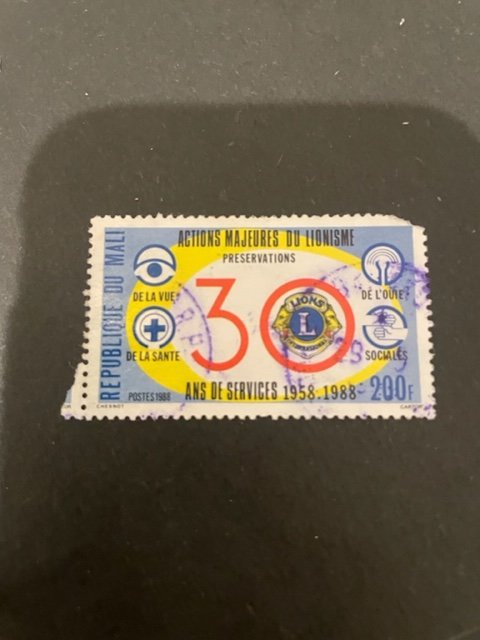 ACTIONS MAJEURES DU LIONISME
PRESERVATIONS
REPUBLIQUE DU MALI
DE LA VUE
DE L'OUIE
30
LIONS
L
DE LA SANTE
SOCIALES
POSTES 1988
ANS DE SERVICES 1958.1988
200F
CHESNOT